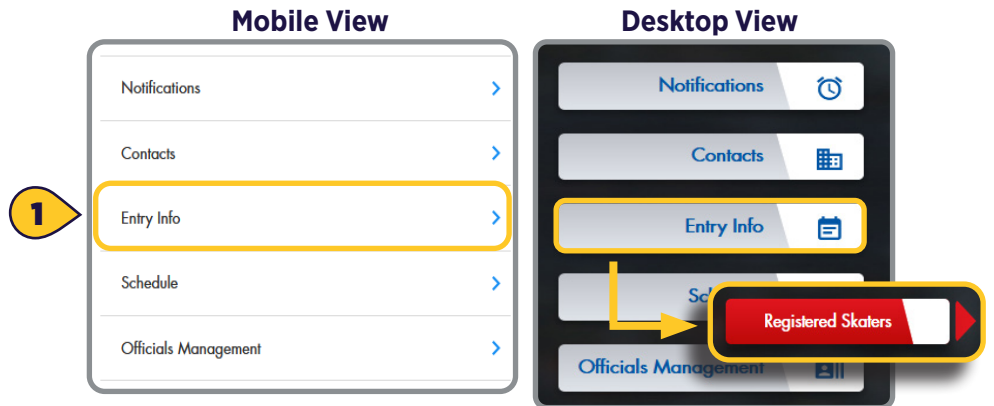 Mobile View
Desktop View
Notifications
Contacts
1
Entry Info
Schedule
Officials Management
Notifications
Contacts
Entry Info
Sc
Registered Skaters
Officials Management